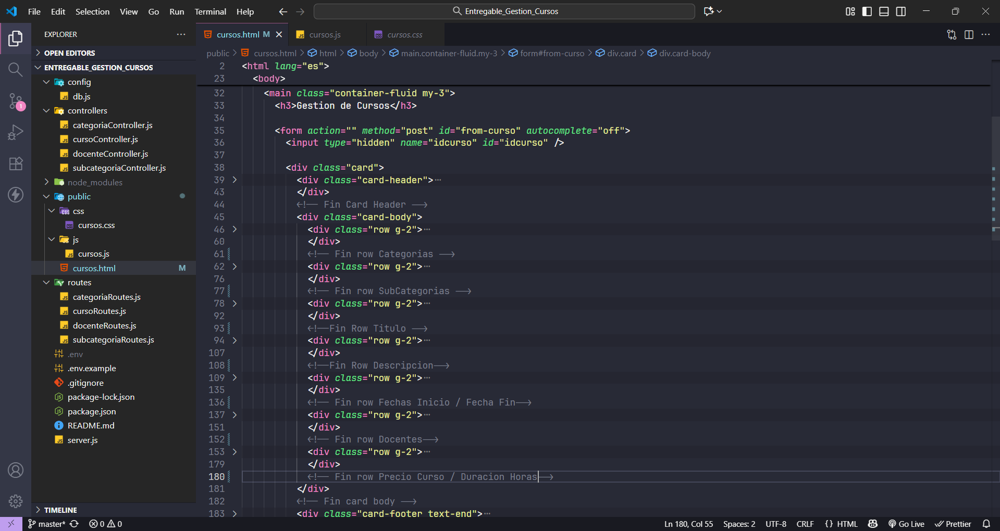 File Edit Selection View Go Run Terminal Help
Entregable_Gestion_Cursos
EXPLORER
OPEN EDITORS
ENTREGABLE_GESTION_CURSOS
config
db.js
controllers
categoriaController.js
cursoController.js
docenteController.js
subcategoriaController.js
node_modules
public
css
cursos.css
js
cursos.js
cursos.html M
routes
categoriaRoutes.js
cursoRoutes.js
docenteRoutes.js
subcategoriaRoutes.js
.env
.env.example
.gitignore
package-lock.json
package.json
README.md
server.js
TIMELINE
cursos.html M cursos.js cursos.css
public > cursos.html > html > body > main.container-fluid.my-3 > form#from-curso > div.card > div.card-body
2 <html lang="es">
23 <body>
32 <main class="container-fluid my-3">
33 <h3>Gestion de Cursos</h3>
34
35 <form action="" method="post" id="from-curso" autocomplete="off">
36 <input type="hidden" name="idcurso" id="idcurso" />
37
38 <div class="card">
39 <div class="card-header">⋯
43 </div>
44 <!-- Fin Card Header -->
45 <div class="card-body">
46 <div class="row g-2">⋯
60 </div>
61 <!-- Fin row Categorias -->
62 <div class="row g-2">⋯
76 </div>
77 <!-- Fin row SubCategorias -->
78 <div class="row g-2">⋯
92 </div>
93 <!--Fin Row Titulo -->
94 <div class="row g-2">⋯
107 </div>
108 <!--Fin Row Descripcion-->
109 <div class="row g-2">⋯
135 </div>
136 <!-- Fin row Fechas Inicio / Fecha Fin-->
137 <div class="row g-2">⋯
151 </div>
152 <!-- Fin row Docentes-->
153 <div class="row g-2">⋯
179 </div>
180 <!-- Fin row Precio Curso / Duracion Horas-->
181 </div>
182 <!-- Fin card body -->
183 <div class="card-footer text-end">⋯
1
master* 0 0 Ln 180, Col 55 Spaces: 2 UTF-8 CRLF {} HTML Go Live Prettier